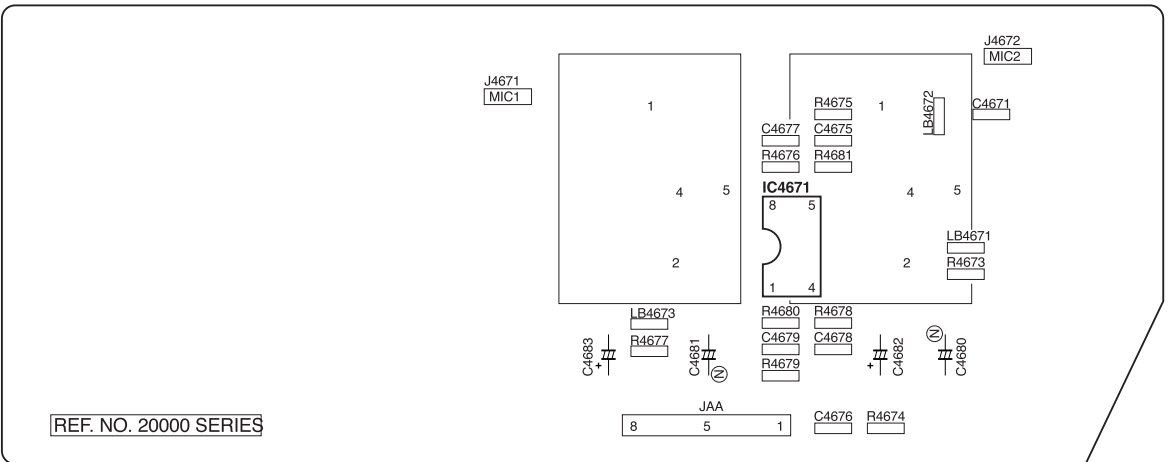 J4672
MIC2
J4671
MIC1
R4675
LB4672
C4671
1
1
C4677
C4675
R4676
R4681
IC4671
4
5
8
5
4
5
LB4671
2
2
R4673
1
4
LB4673
R4680
R4678
C4683
+
R4677
C4681
N
C4679
C4678
R4679
+
C4682
N
C4680
JAA
8
5
1
C4676
R4674
REF. NO. 20000 SERIES